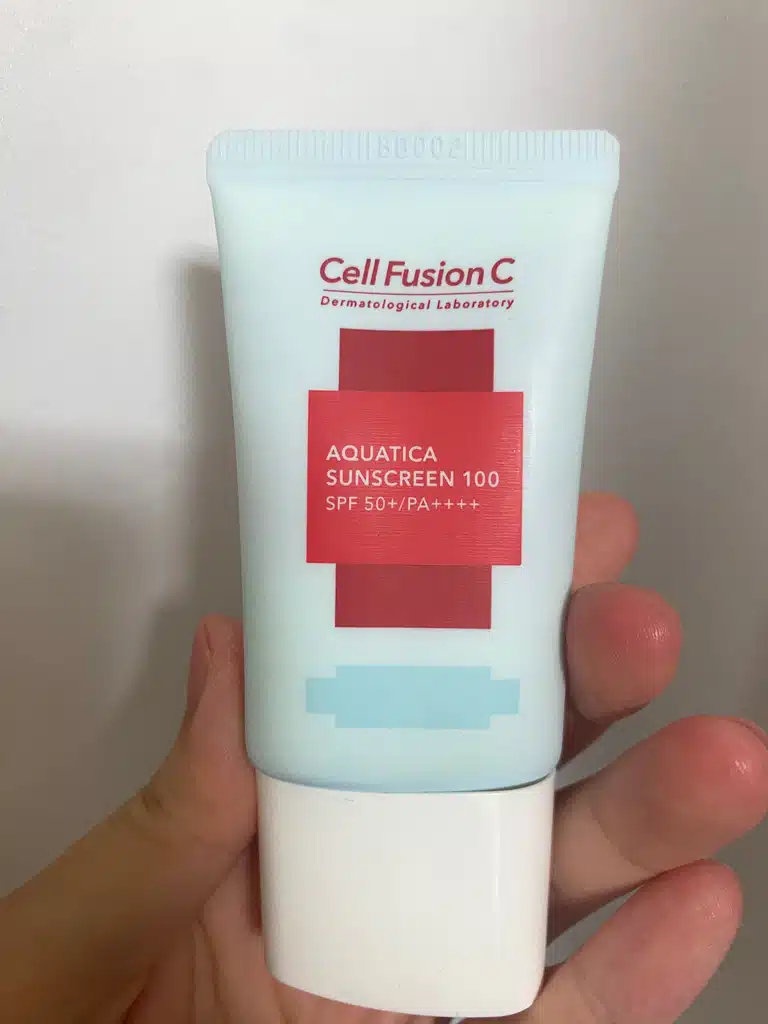 Cell Fusion C
Dermatological Laboratory
AQUATICA
SUNSCREEN 100
SPF 50+/PA++++